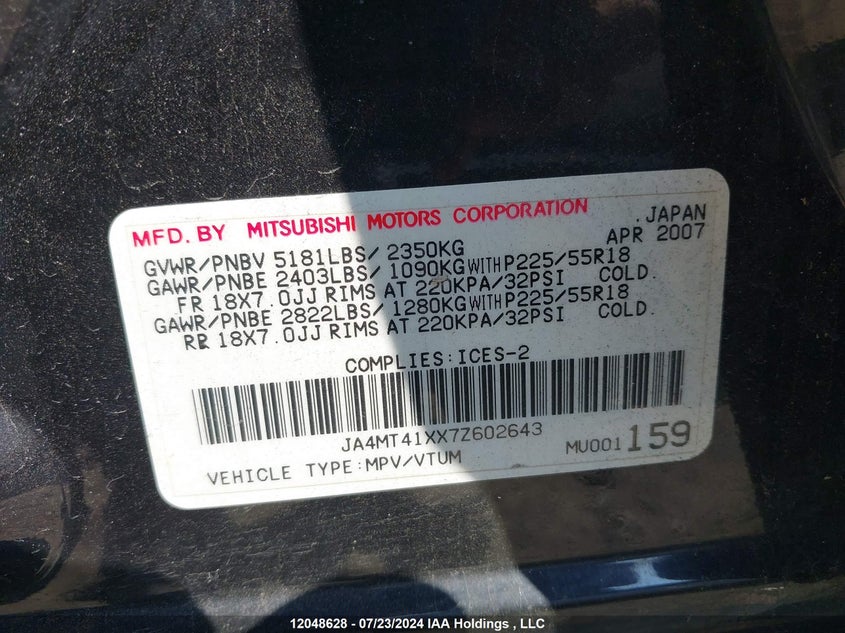 MFD. BY MITSUBISHI MOTORS CORPORATION .JAPAN
GVWR/PNBV 5181LBS/ 2350KG APR 2007
GAWR/PNBE 2403LBS/ 1090KG WITH P225/55R18
FR 18X7.0JJ RIMS AT 220KPA/32PSI COLD.
GAWR/PNBE 2822LBS/ 1280KG WITH P225/55R18
RR 18X7.0JJ RIMS AT 220KPA/32PSI COLD.
COMPLIES:ICES-2
JA4MT41XX7Z602643
MU001 159
VEHICLE TYPE:MPV/VTUM
12048628 - 07/23/2024 IAA Holdings , LLC